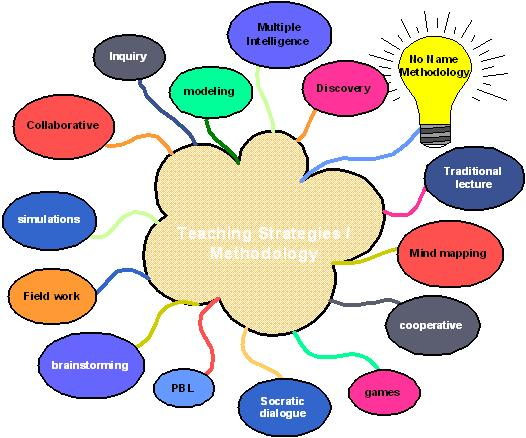 Multiple
Intelligence
No Name
Methodology
Inquiry
modeling
Discovery
Collaborative
Traditional
lecture
simulations
Teaching Strategies /
Methodology
Mind mapping
Field work
cooperative
brainstorming
PBL
Socratic
dialogue
games